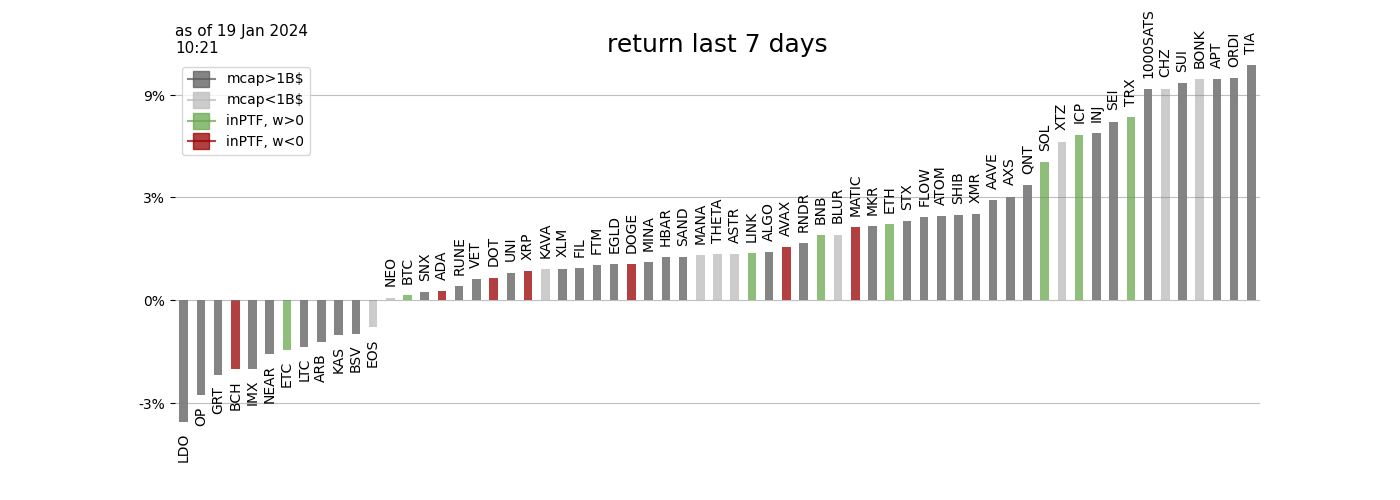 as of 19 Jan 2024
10:21
return last 7 days
mcap>1B$
mcap<1B$
inPTF, w>0
inPTF, w<0
9%
3%
0%
-3%
LDO
OP
GRT
BCH
IMX
NEAR
ETC
LTC
ARB
KAS
BSV
EOS
NEO
BTC
SNX
ADA
RUNE
VET
DOT
UNI
XRP
KAVA
XLM
FIL
FTM
EGLD
DOGE
MINA
HBAR
SAND
MANA
THETA
ASTR
LINK
ALGO
AVAX
RNDR
BNB
BLUR
MATIC
MKR
ETH
STX
FLOW
ATOM
SHIB
XMR
AAVE
AXS
QNT
SOL
XTZ
ICP
INJ
SEI
TRX
1000SATS
CHZ
SUI
BONK
APT
ORDI
TIA